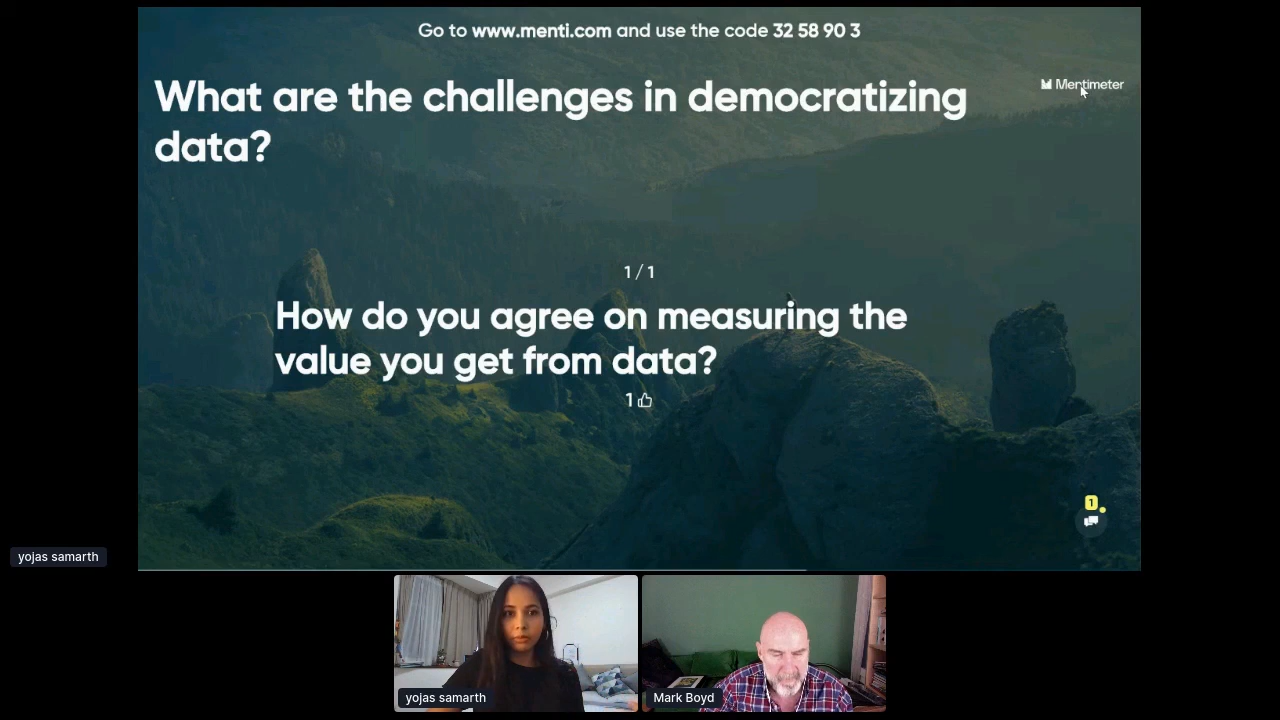 Go to www.menti.com and use the code 32 58 90 3
What are the challenges in democratizing
data?
Mentimeter
1 / 1
How do you agree on measuring the
value you get from data?
1
1
yojas samarth
yojas samarth
Mark Boyd